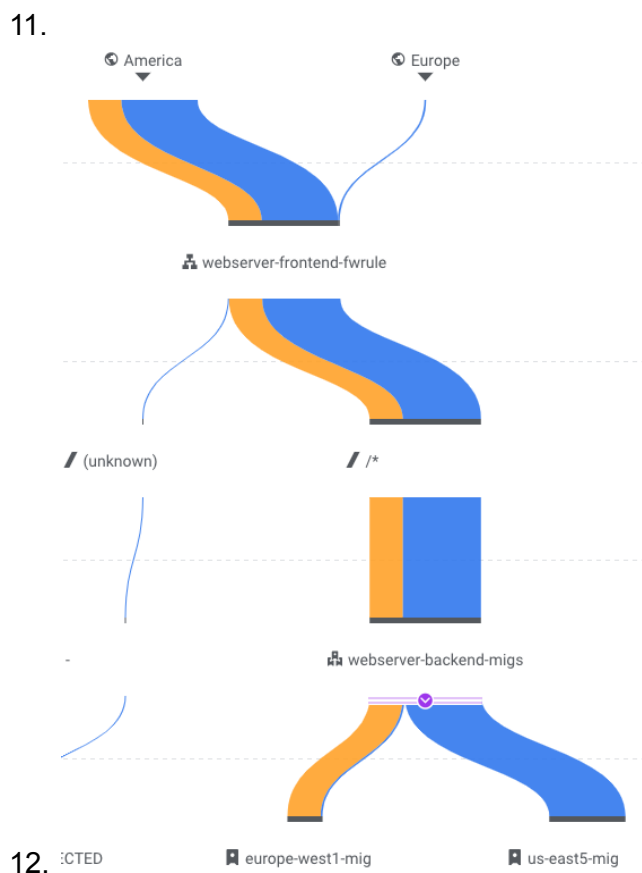 11.
America Europe
webserver-frontend-fwrule
(unknown) /*
- webserver-backend-migs
12. ECTED europe-west1-mig us-east5-mig